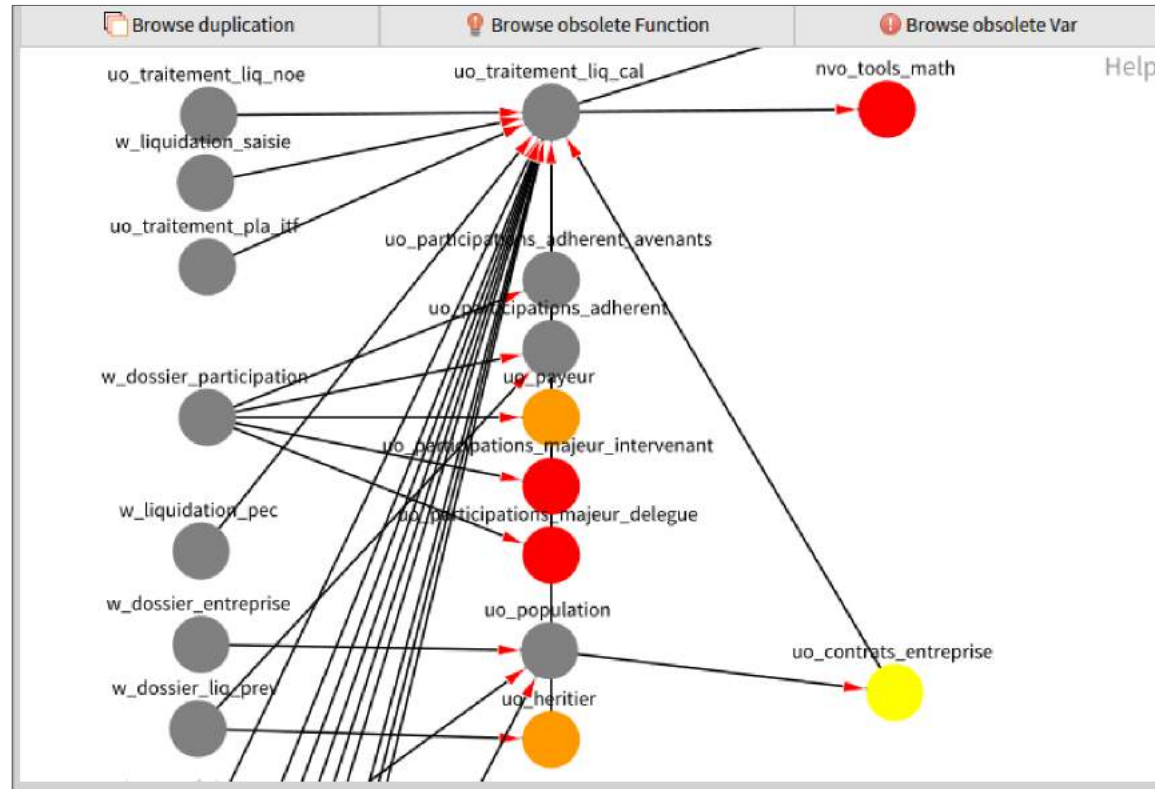 Browse duplication
Browse obsolete Function
Browse obsolete Var
Help
uo_traitement_liq_noe
uo_traitement_liq_cal
nvo_tools_math
w_liquidation_saisie
uo_traitement_pla_itf
uo_participations_adherent_avenants
uo_participations_adherent
w_dossier_participation
uo_payeur
uo_participations_majeur_intervenant
w_liquidation_pec
uo_participations_majeur_delegue
w_dossier_entreprise
uo_population
uo_contrats_entreprise
w_dossier_liq_prev
uo_heritier